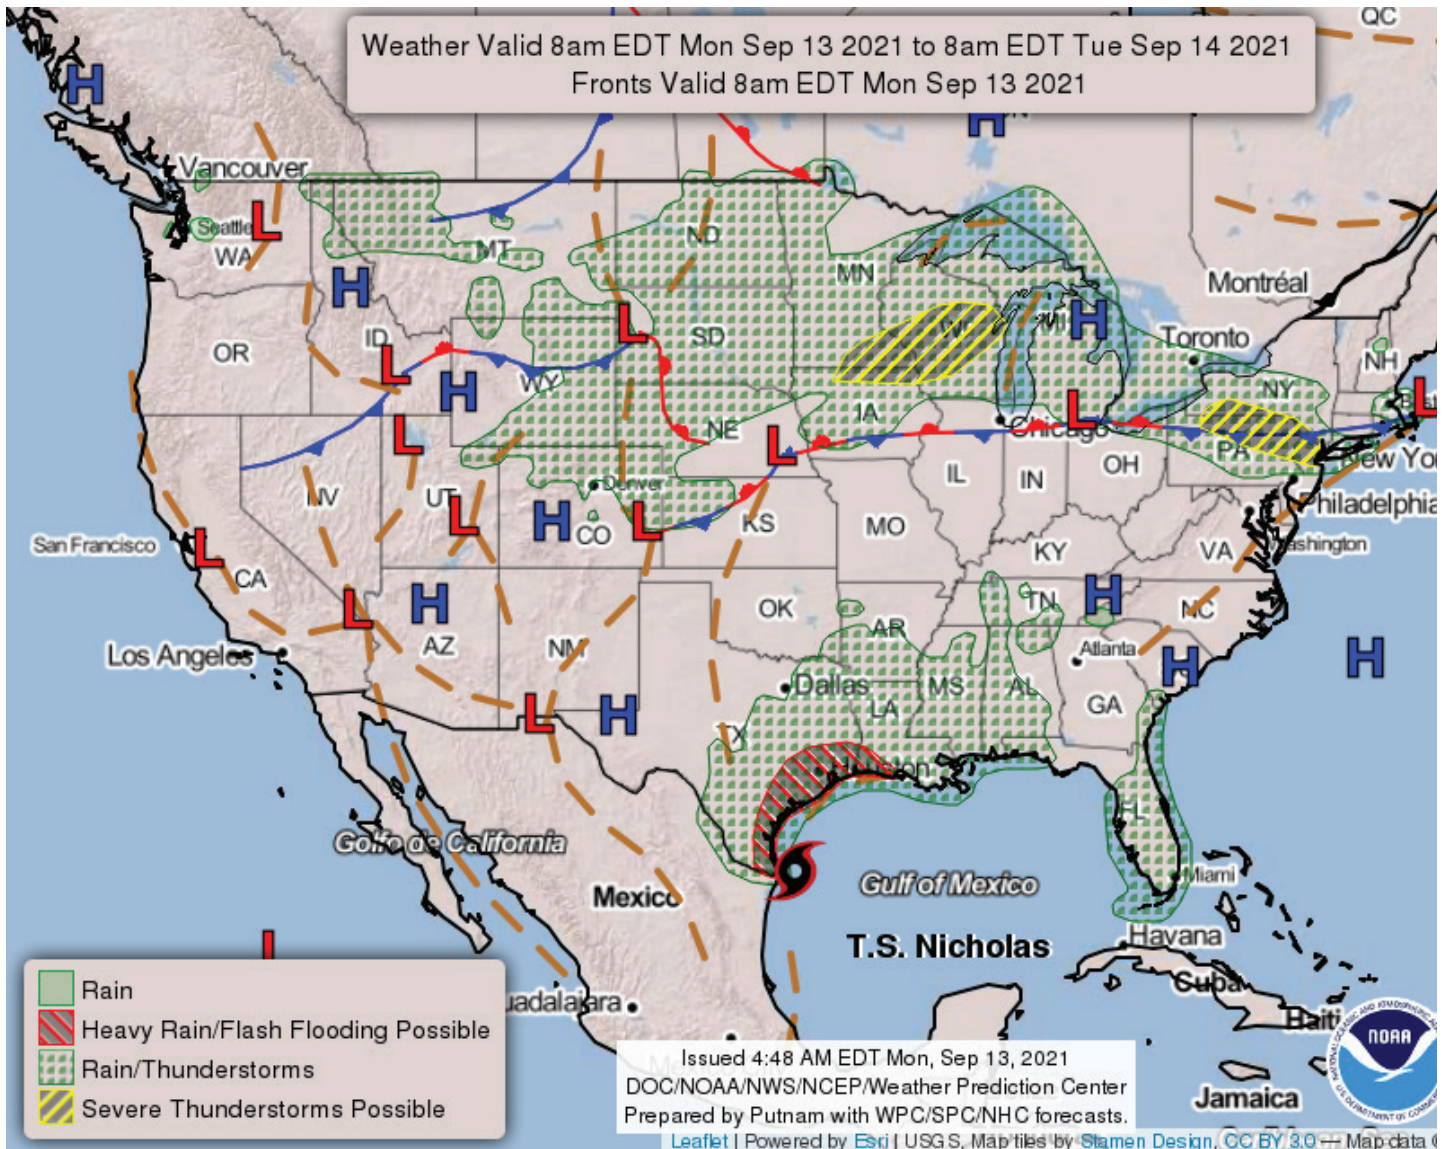 Weather Valid 8am EDT Mon Sep 13 2021 to 8am EDT Tue Sep 14 2021
Fronts Valid 8am EDT Mon Sep 13 2021
QC
H
H
Vancouver
Seattle
L
WA
MT
ND
MN
Montréal
H
ID
OR
L
SD
WI
MI
H
Toronto
NH
L
WY
H
L
IA
NY
L
L
NE
L
Chicago
PA
New Yo
NV
UT
L
Denver
H
CO
L
KS
IL
IN
OH
Philadelphia
MO
San Francisco
L
CA
KY
VA
Washington
L
H
AZ
NM
OK
AR
TN
H
NC
Los Angeles
Atlanta
H
H
Dallas
MS
AL
LA
GA
L
H
TX
Houston
FL
Golfo de California
Mexico
Gulf of Mexico
Miami
T.S. Nicholas
Havana
Cuba
L
Rain
Heavy Rain/Flash Flooding Possible
Rain/Thunderstorms
Severe Thunderstorms Possible
uadalajara
Haiti
NOAA
Jamaica
Issued 4:48 AM EDT Mon, Sep 13, 2021
DOC/NOAA/NWS/NCEP/Weather Prediction Center
Prepared by Putnam with WPC/SPC/NHC forecasts.
Leaflet | Powered by Esri | USGS, Map tiles by Stamen Design, CC BY 3.0 — Map data ©